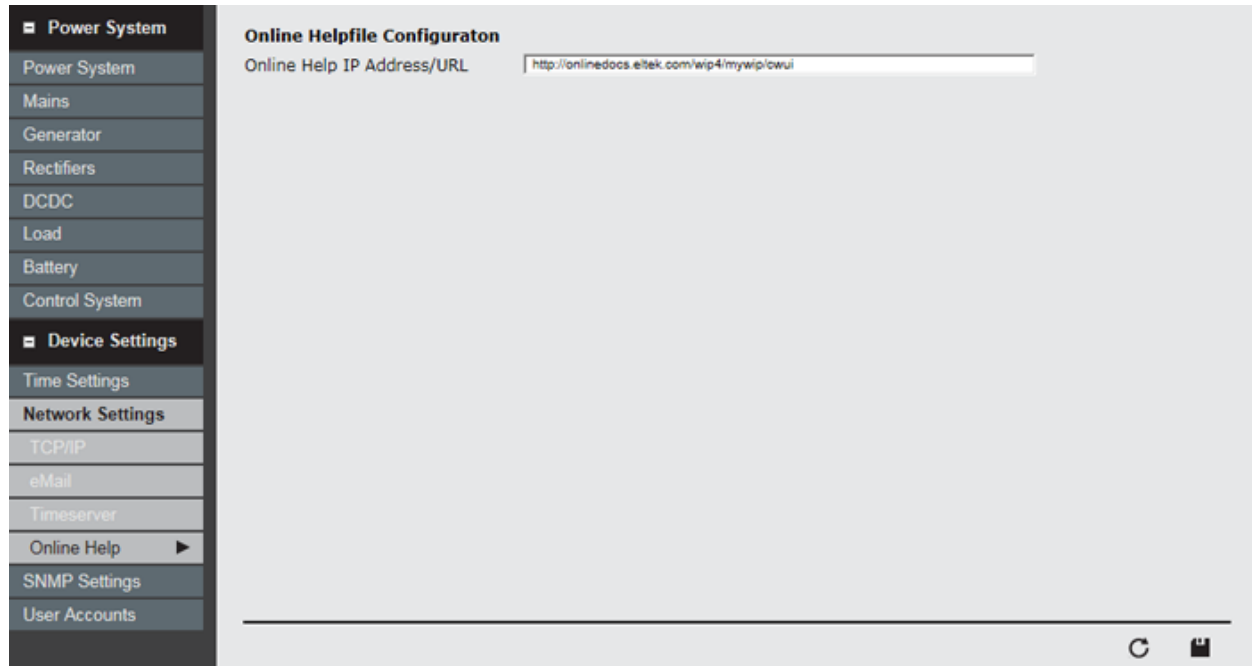 Power System
Power System
Mains
Generator
Rectifiers
DCDC
Load
Battery
Control System
Device Settings
Time Settings
Network Settings
TCP/IP
eMail
Timeserver
Online Help
SNMP Settings
User Accounts
Online Helpfile Configuraton
Online Help IP Address/URL http://onlinedocs.eltek.com/wip4/mywip/cwui